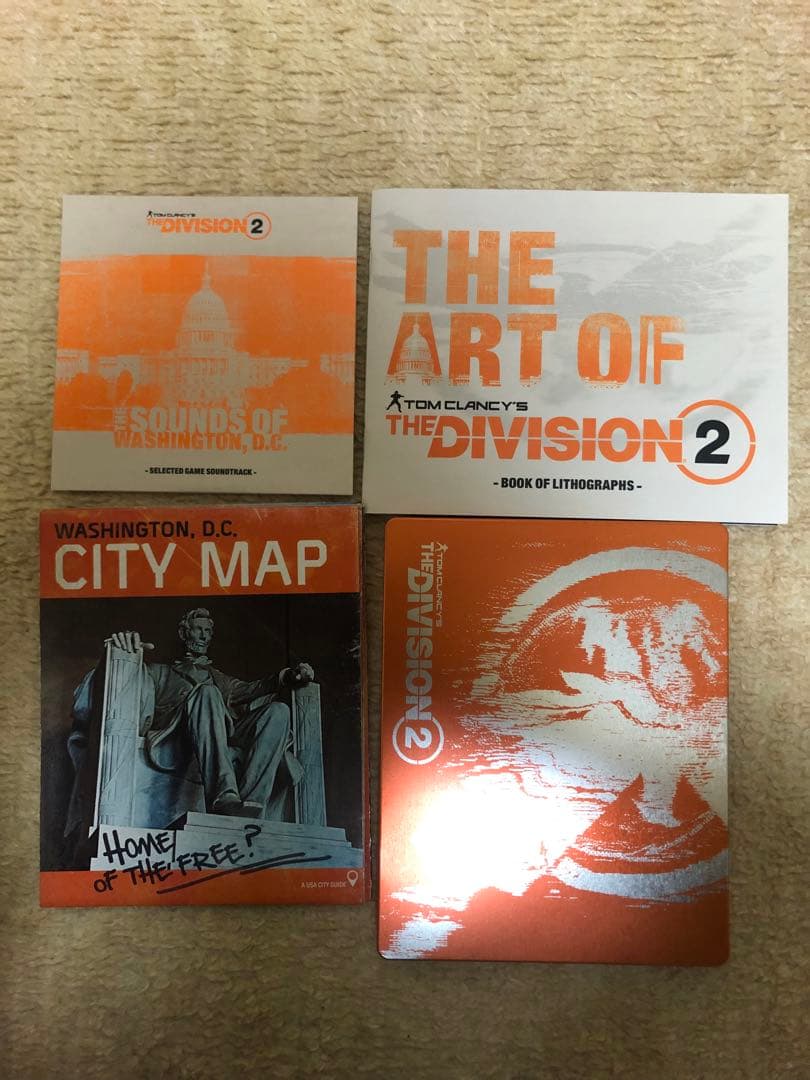 TOM CLANCY'S
THE DIVISION 2
THE SOUNDS OF
WASHINGTON, D.C.
- SELECTED GAME SOUNDTRACK -
THE
ART OF
TOM CLANCY'S
THE DIVISION 2
- BOOK OF LITHOGRAPHS -
WASHINGTON, D.C.
CITY MAP
HOME
OF THE FREE?
A USA CITY GUIDE
TOM CLANCY'S
THE DIVISION 2